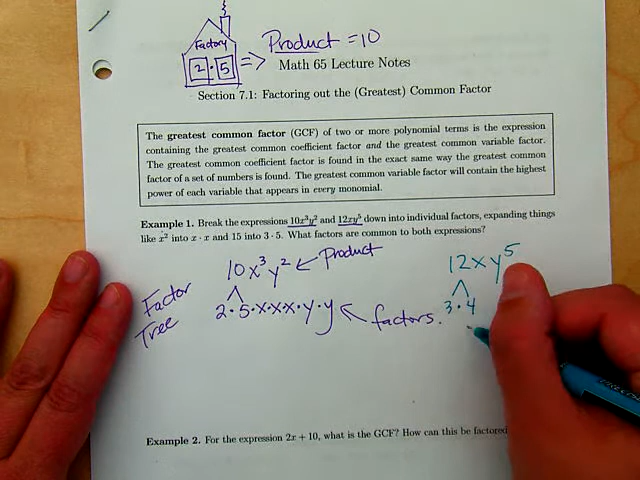 Factory
2 · 5 => Product = 10
Math 65 Lecture Notes
Section 7.1: Factoring out the (Greatest) Common Factor
The greatest common factor (GCF) of two or more polynomial terms is the expression
containing the greatest common coefficient factor and the greatest common variable factor.
The greatest common coefficient factor is found in the exact same way the greatest common
factor of a set of numbers is found. The greatest common variable factor will contain the highest
power of each variable that appears in every monomial.
Example 1. Break the expressions 10x³y² and 12xy⁵ down into individual factors, expanding things
like x² into x · x and 15 into 3 · 5. What factors are common to both expressions?
10x³y² ← Product
12xy⁵
Factor
Tree
2·5·x·x·x·y·y ← factors.
3·4
Example 2. For the expression 2x + 10, what is the GCF? How can this be factored